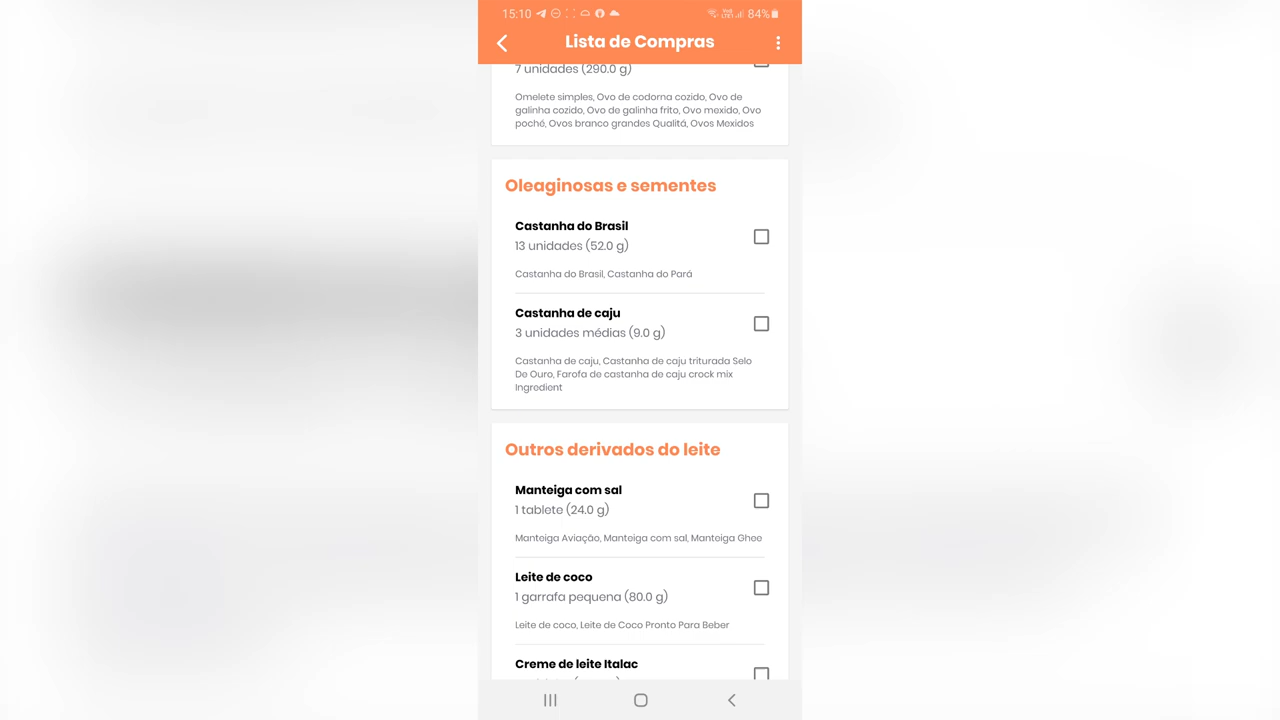 15:10 84%
Lista de Compras
7 unidades (290.0 g)
Omelete simples, Ovo de codorna cozido, Ovo de
galinha cozido, Ovo de galinha frito, Ovo mexido, Ovo
pochê, Ovos branco grandes Qualitá, Ovos Mexidos
Oleaginosas e sementes
Castanha do Brasil
13 unidades (52.0 g)
Castanha do Brasil, Castanha do Pará
Castanha de caju
3 unidades médias (9.0 g)
Castanha de caju, Castanha de caju triturada Selo
De Ouro, Farofa de castanha de caju crock mix
Ingredient
Outros derivados do leite
Manteiga com sal
1 tablete (24.0 g)
Manteiga Aviação, Manteiga com sal, Manteiga Ghee
Leite de coco
1 garrafa pequena (80.0 g)
Leite de coco, Leite de Coco Pronto Para Beber
Creme de leite Italac